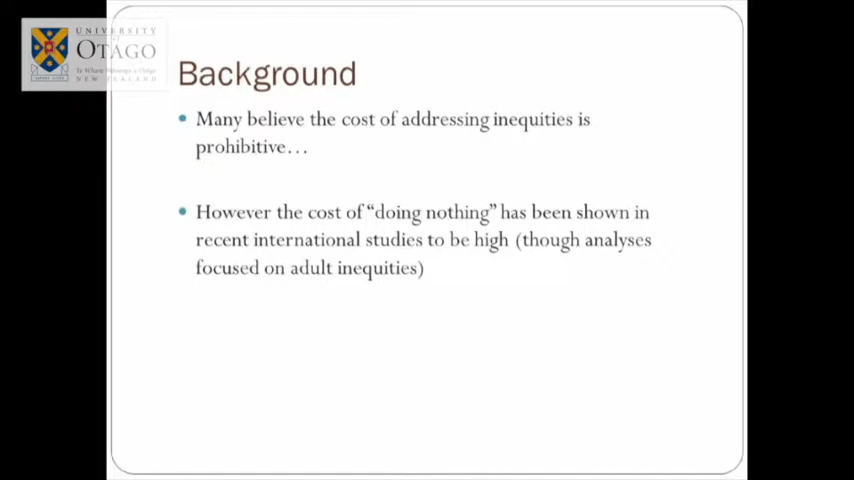 UNIVERSITY
OTAGO
Te Whare Wānanga o Otāgo
NEW ZEALAND
Background
• Many believe the cost of addressing inequities is
prohibitive…
• However the cost of “doing nothing” has been shown in
recent international studies to be high (though analyses
focused on adult inequities)